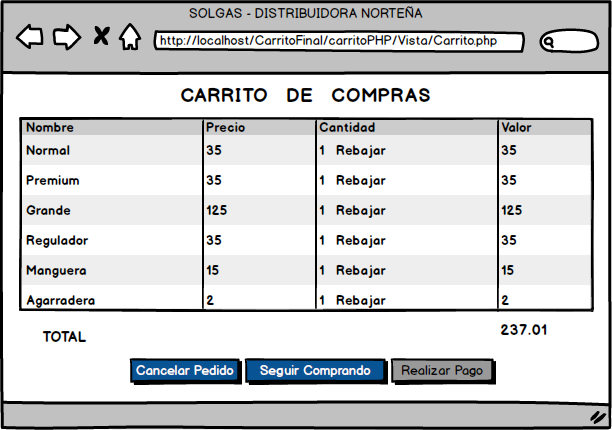 SOLGAS - DISTRIBUIDORA NORTEÑA
http://localhost/CarritoFinal/carritoPHP/Vista/Carrito.php
CARRITO DE COMPRAS
Nombre Precio Cantidad Valor
Normal 35 1 Rebajar 35
Premium 35 1 Rebajar 35
Grande 125 1 Rebajar 125
Regulador 35 1 Rebajar 35
Manguera 15 1 Rebajar 15
Agarradera 2 1 Rebajar 2
TOTAL 237.01
Cancelar Pedido Seguir Comprando Realizar Pago